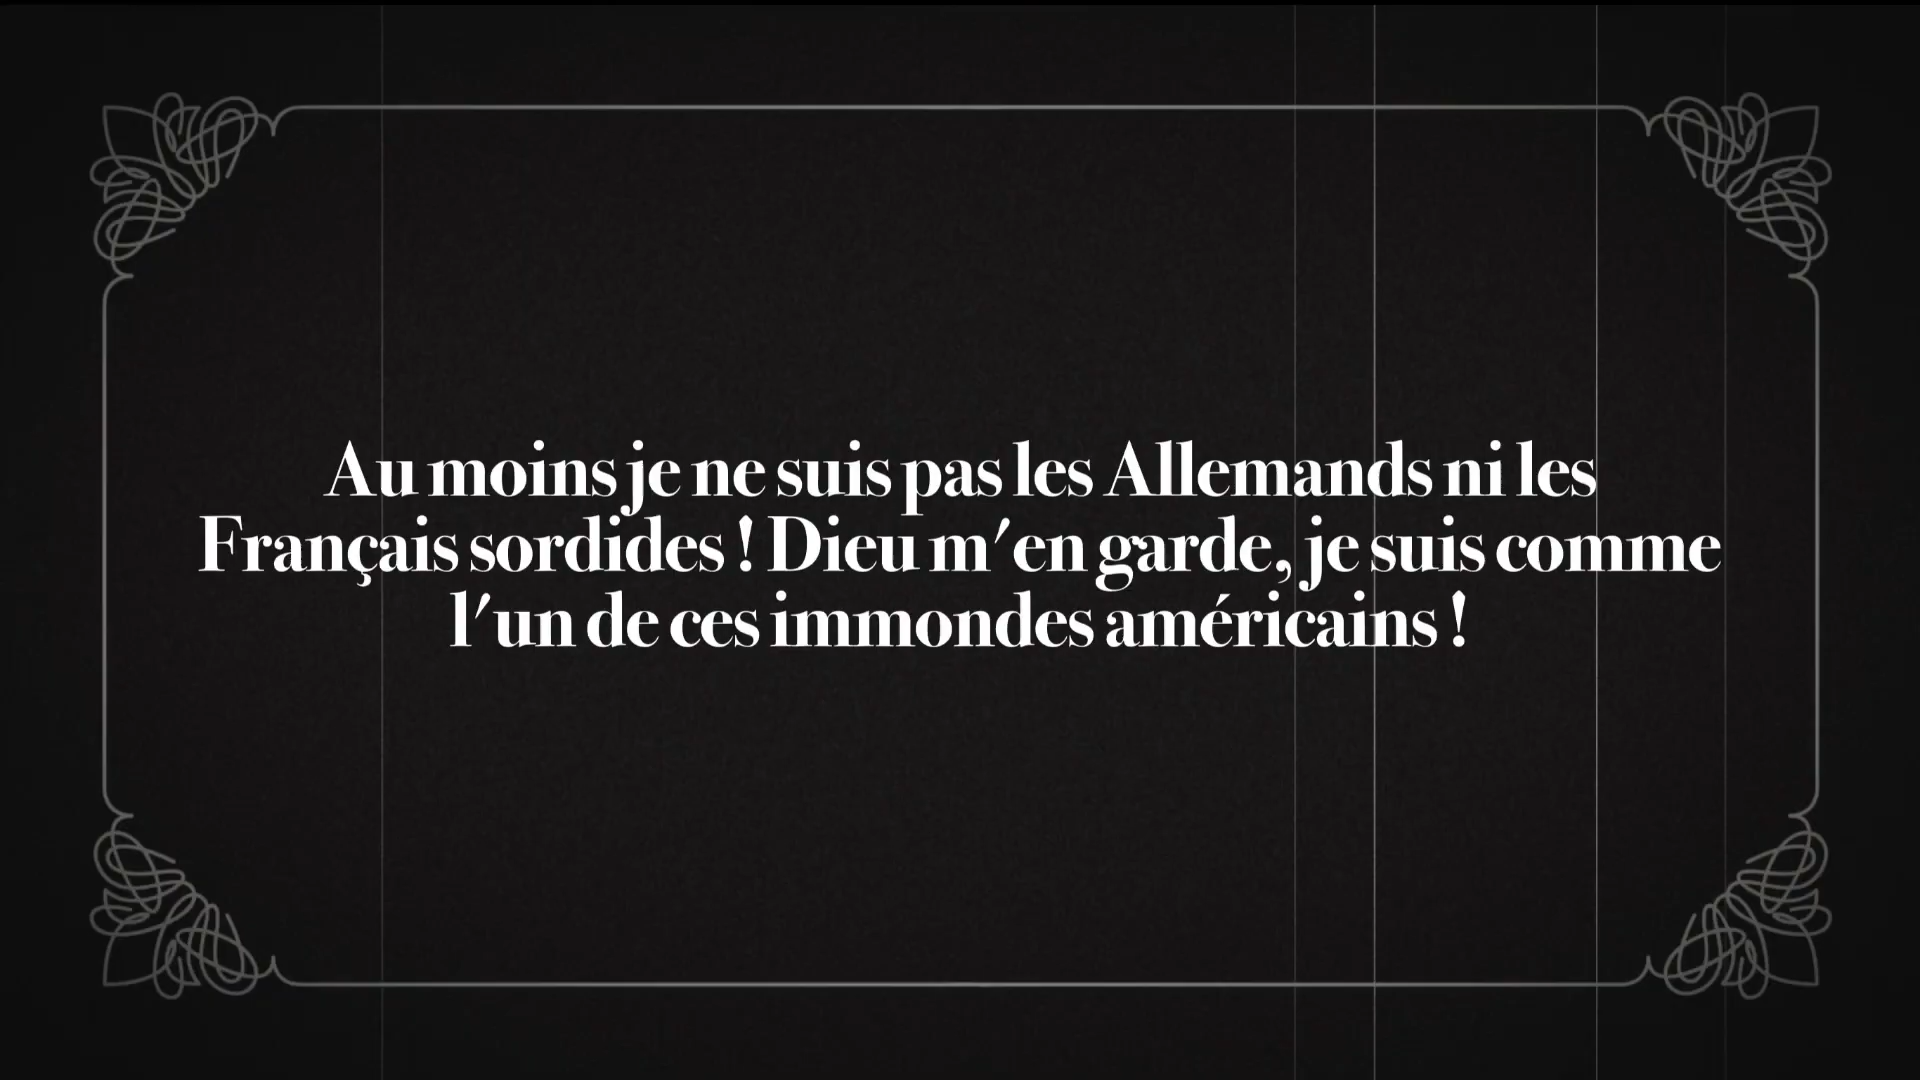 Au moins je ne suis pas les Allemands ni les
Français sordides ! Dieu m'en garde, je suis comme
l'un de ces immondes américains !